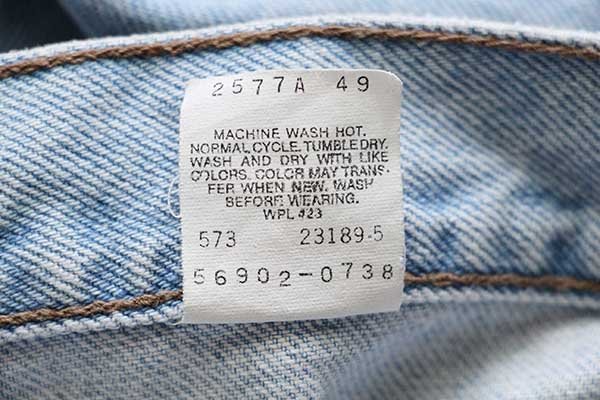 2577A 49
MACHINE WASH HOT.
NORMAL CYCLE. TUMBLE DRY.
WASH AND DRY WITH LIKE
COLORS. COLOR MAY TRANS-
FER WHEN NEW. WASH
BEFORE WEARING.
WPL 423
573 23189-5
56902-0738